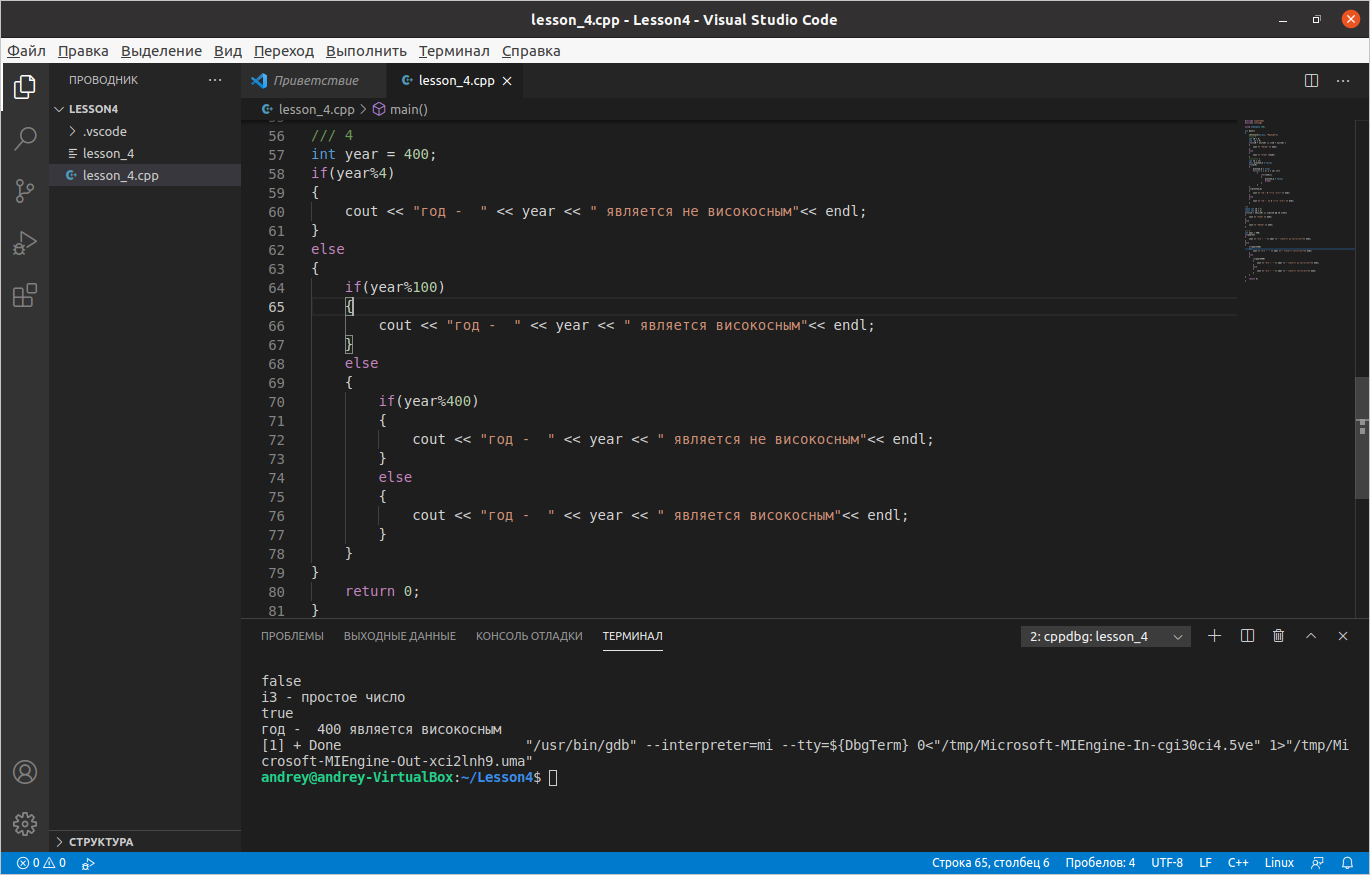 lesson_4.cpp - Lesson4 - Visual Studio Code
Файл Правка Выделение Вид Переход Выполнить Терминал Справка
ПРОВОДНИК
LESSON4
.vscode
lesson_4
lesson_4.cpp
СТРУКТУРА
Приветствие lesson_4.cpp
lesson_4.cpp > main()
56 /// 4
57 int year = 400;
58 if(year%4)
59 {
60 cout << "год -  " << year << " является не високосным"<< endl;
61 }
62 else
63 {
64 if(year%100)
65 {
66 cout << "год -  " << year << " является високосным"<< endl;
67 }
68 else
69 {
70 if(year%400)
71 {
72 cout << "год -  " << year << " является не високосным"<< endl;
73 }
74 else
75 {
76 cout << "год -  " << year << " является високосным"<< endl;
77 }
78 }
79 }
80 return 0;
81 }
ПРОБЛЕМЫ ВЫХОДНЫЕ ДАННЫЕ КОНСОЛЬ ОТЛАДКИ ТЕРМИНАЛ 2: cppdbg: lesson_4
false
i3 - простое число
true
год -  400 является високосным
[1] + Done                       "/usr/bin/gdb" --interpreter=mi --tty=${DbgTerm} 0<"/tmp/Microsoft-MIEngine-In-cgi30ci4.5ve" 1>"/tmp/Mi
crosoft-MIEngine-Out-xci2lnh9.uma"
andrey@andrey-VirtualBox:~/Lesson4$
0 0 Строка 65, столбец 6 Пробелов: 4 UTF-8 LF C++ Linux